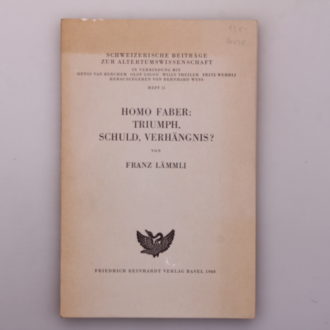 SCHWEIZERISCHE BEITRÄGE
ZUR ALTERTUMSWISSENSCHAFT
IN VERBINDUNG MIT
DENIS VAN BERCHEM OLOF GIGON WILLY THEILER FRITZ WEHRLI
HERAUSGEGEBEN VON BERNHARD WYSS
HEFT 11
HOMO FABER:
TRIUMPH,
SCHULD, VERHÄNGNIS?
VON
FRANZ LÄMMLI
FRIEDRICH REINHARDT VERLAG BASEL 1968